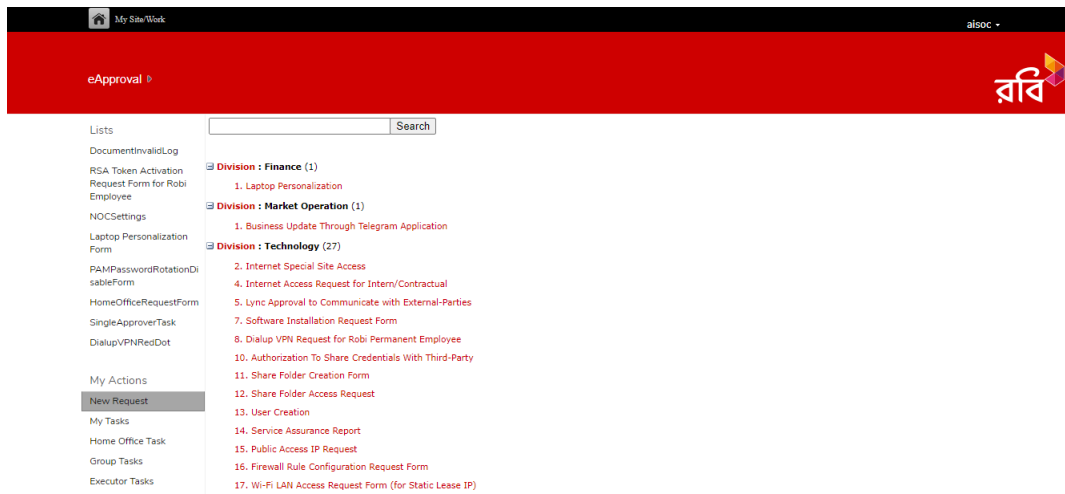 My Site/Work
aisoc
eApproval
রবি
Lists
Search
DocumentInvalidLog
RSA Token Activation
Request Form for Robi
Employee
NOCSettings
Laptop Personalization
Form
PAMPasswordRotationDi
sableForm
HomeOfficeRequestForm
SingleApproverTask
DialupVPNRedDot
My Actions
New Request
My Tasks
Home Office Task
Group Tasks
Executor Tasks
Division : Finance (1)
1. Laptop Personalization
Division : Market Operation (1)
1. Business Update Through Telegram Application
Division : Technology (27)
2. Internet Special Site Access
4. Internet Access Request for Intern/Contractual
5. Lync Approval to Communicate with External-Parties
7. Software Installation Request Form
8. Dialup VPN Request for Robi Permanent Employee
10. Authorization To Share Credentials With Third-Party
11. Share Folder Creation Form
12. Share Folder Access Request
13. User Creation
14. Service Assurance Report
15. Public Access IP Request
16. Firewall Rule Configuration Request Form
17. Wi-Fi LAN Access Request Form (for Static Lease IP)